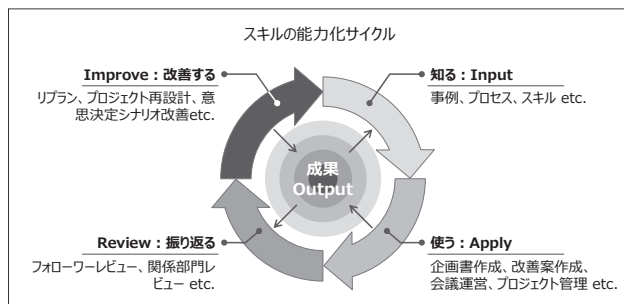 スキルの能力化サイクル
Improve：改善する
リプラン、プロジェクト再設計、意
思決定シナリオ改善etc.
知る：Input
事例、プロセス、スキル etc.
成果
Output
Review：振り返る
フォローワーレビュー、関係部門レ
ビュー etc.
使う：Apply
企画書作成、改善案作成、
会議運営、プロジェクト管理 etc.